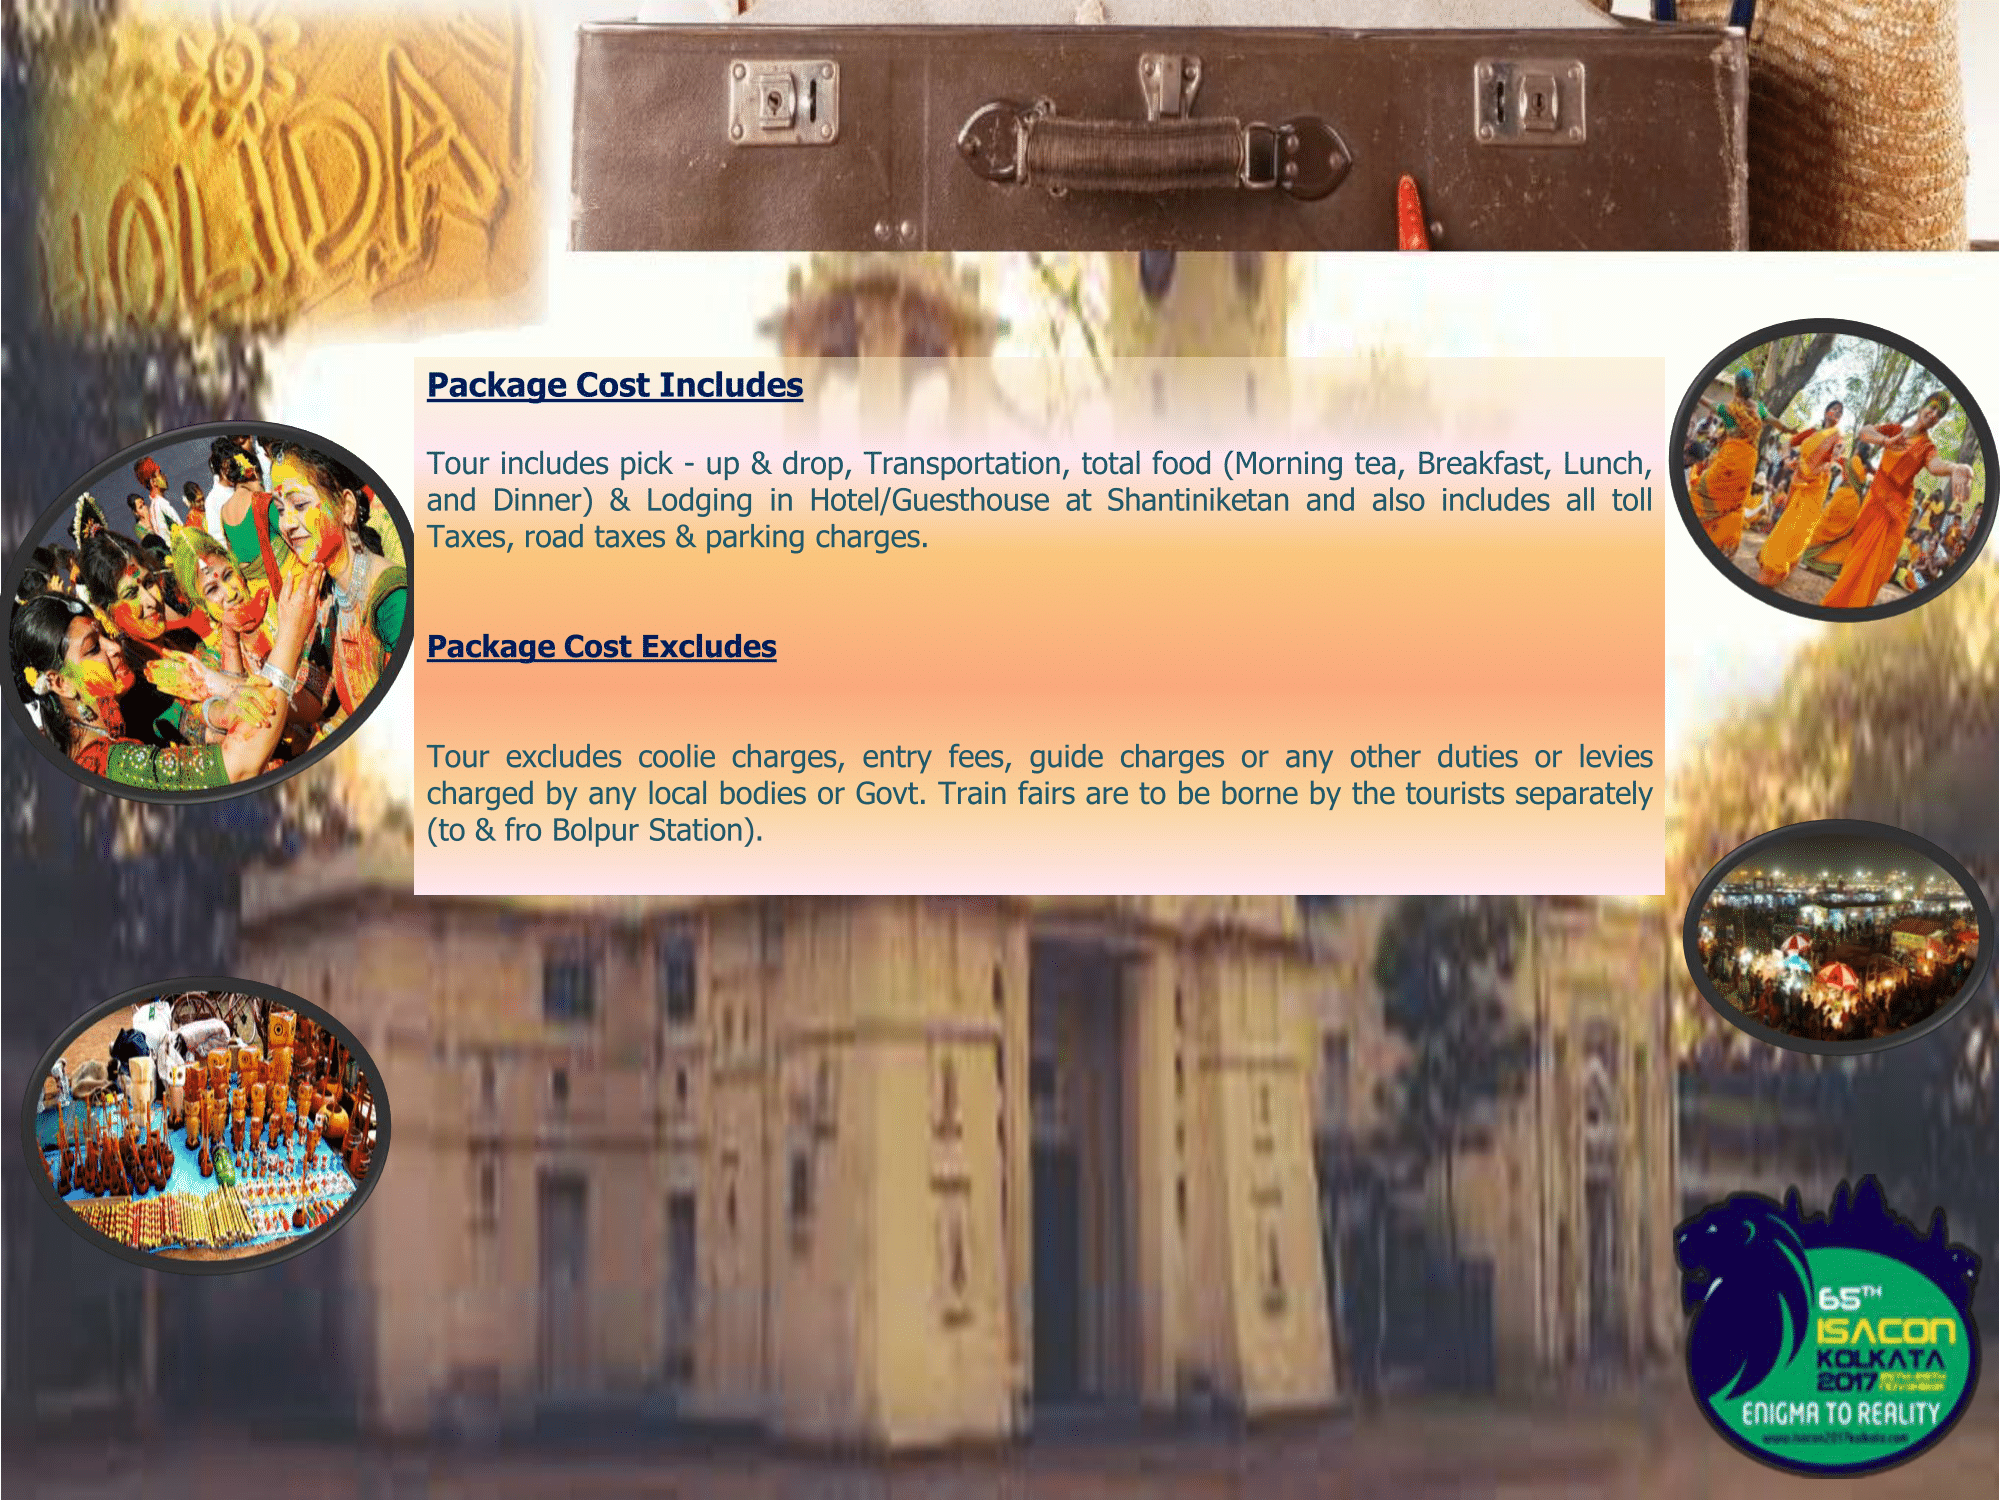 HOLIDAY
Package Cost Includes
Tour includes pick - up & drop, Transportation, total food (Morning tea, Breakfast, Lunch,
and Dinner) & Lodging in Hotel/Guesthouse at Shantiniketan and also includes all toll
Taxes, road taxes & parking charges.
Package Cost Excludes
Tour excludes coolie charges, entry fees, guide charges or any other duties or levies
charged by any local bodies or Govt. Train fairs are to be borne by the tourists separately
(to & fro Bolpur Station).
65TH
ISACON
KOLKATA
2017
ENIGMA TO REALITY